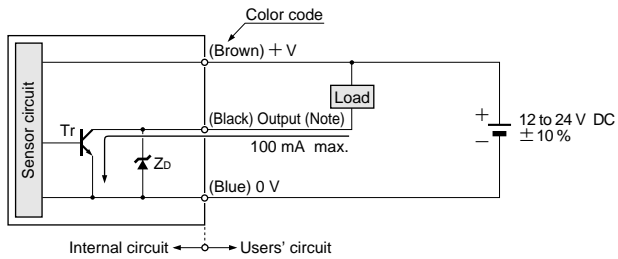 Color code
(Brown) +V
Sensor circuit
Load
Tr
(Black) Output (Note)
100 mA max.
ZD
+
−
12 to 24 V DC
±10 %
(Blue) 0 V
Internal circuit
Users' circuit